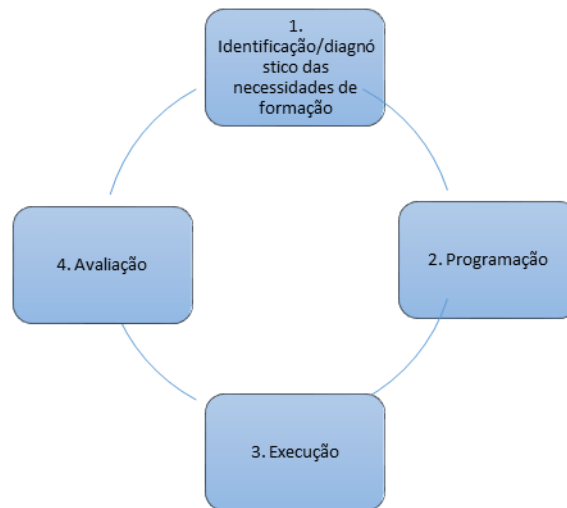 1.
Identificação/diagnó
stico das
necessidades de
formação
2. Programação
4. Avaliação
3. Execução